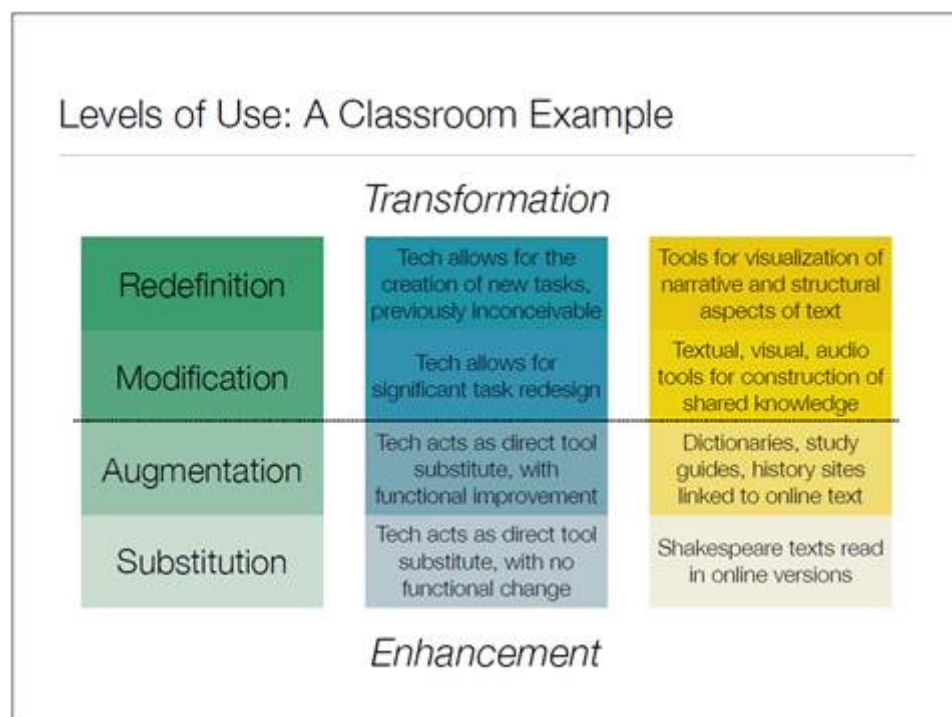 Levels of Use: A Classroom Example
Transformation
Redefinition
Tech allows for the
creation of new tasks,
previously inconceivable
Tools for visualization of
narrative and structural
aspects of text
Modification
Tech allows for
significant task redesign
Textual, visual, audio
tools for construction of
shared knowledge
Augmentation
Tech acts as direct tool
substitute, with
functional improvement
Dictionaries, study
guides, history sites
linked to online text
Substitution
Tech acts as direct tool
substitute, with no
functional change
Shakespeare texts read
in online versions
Enhancement